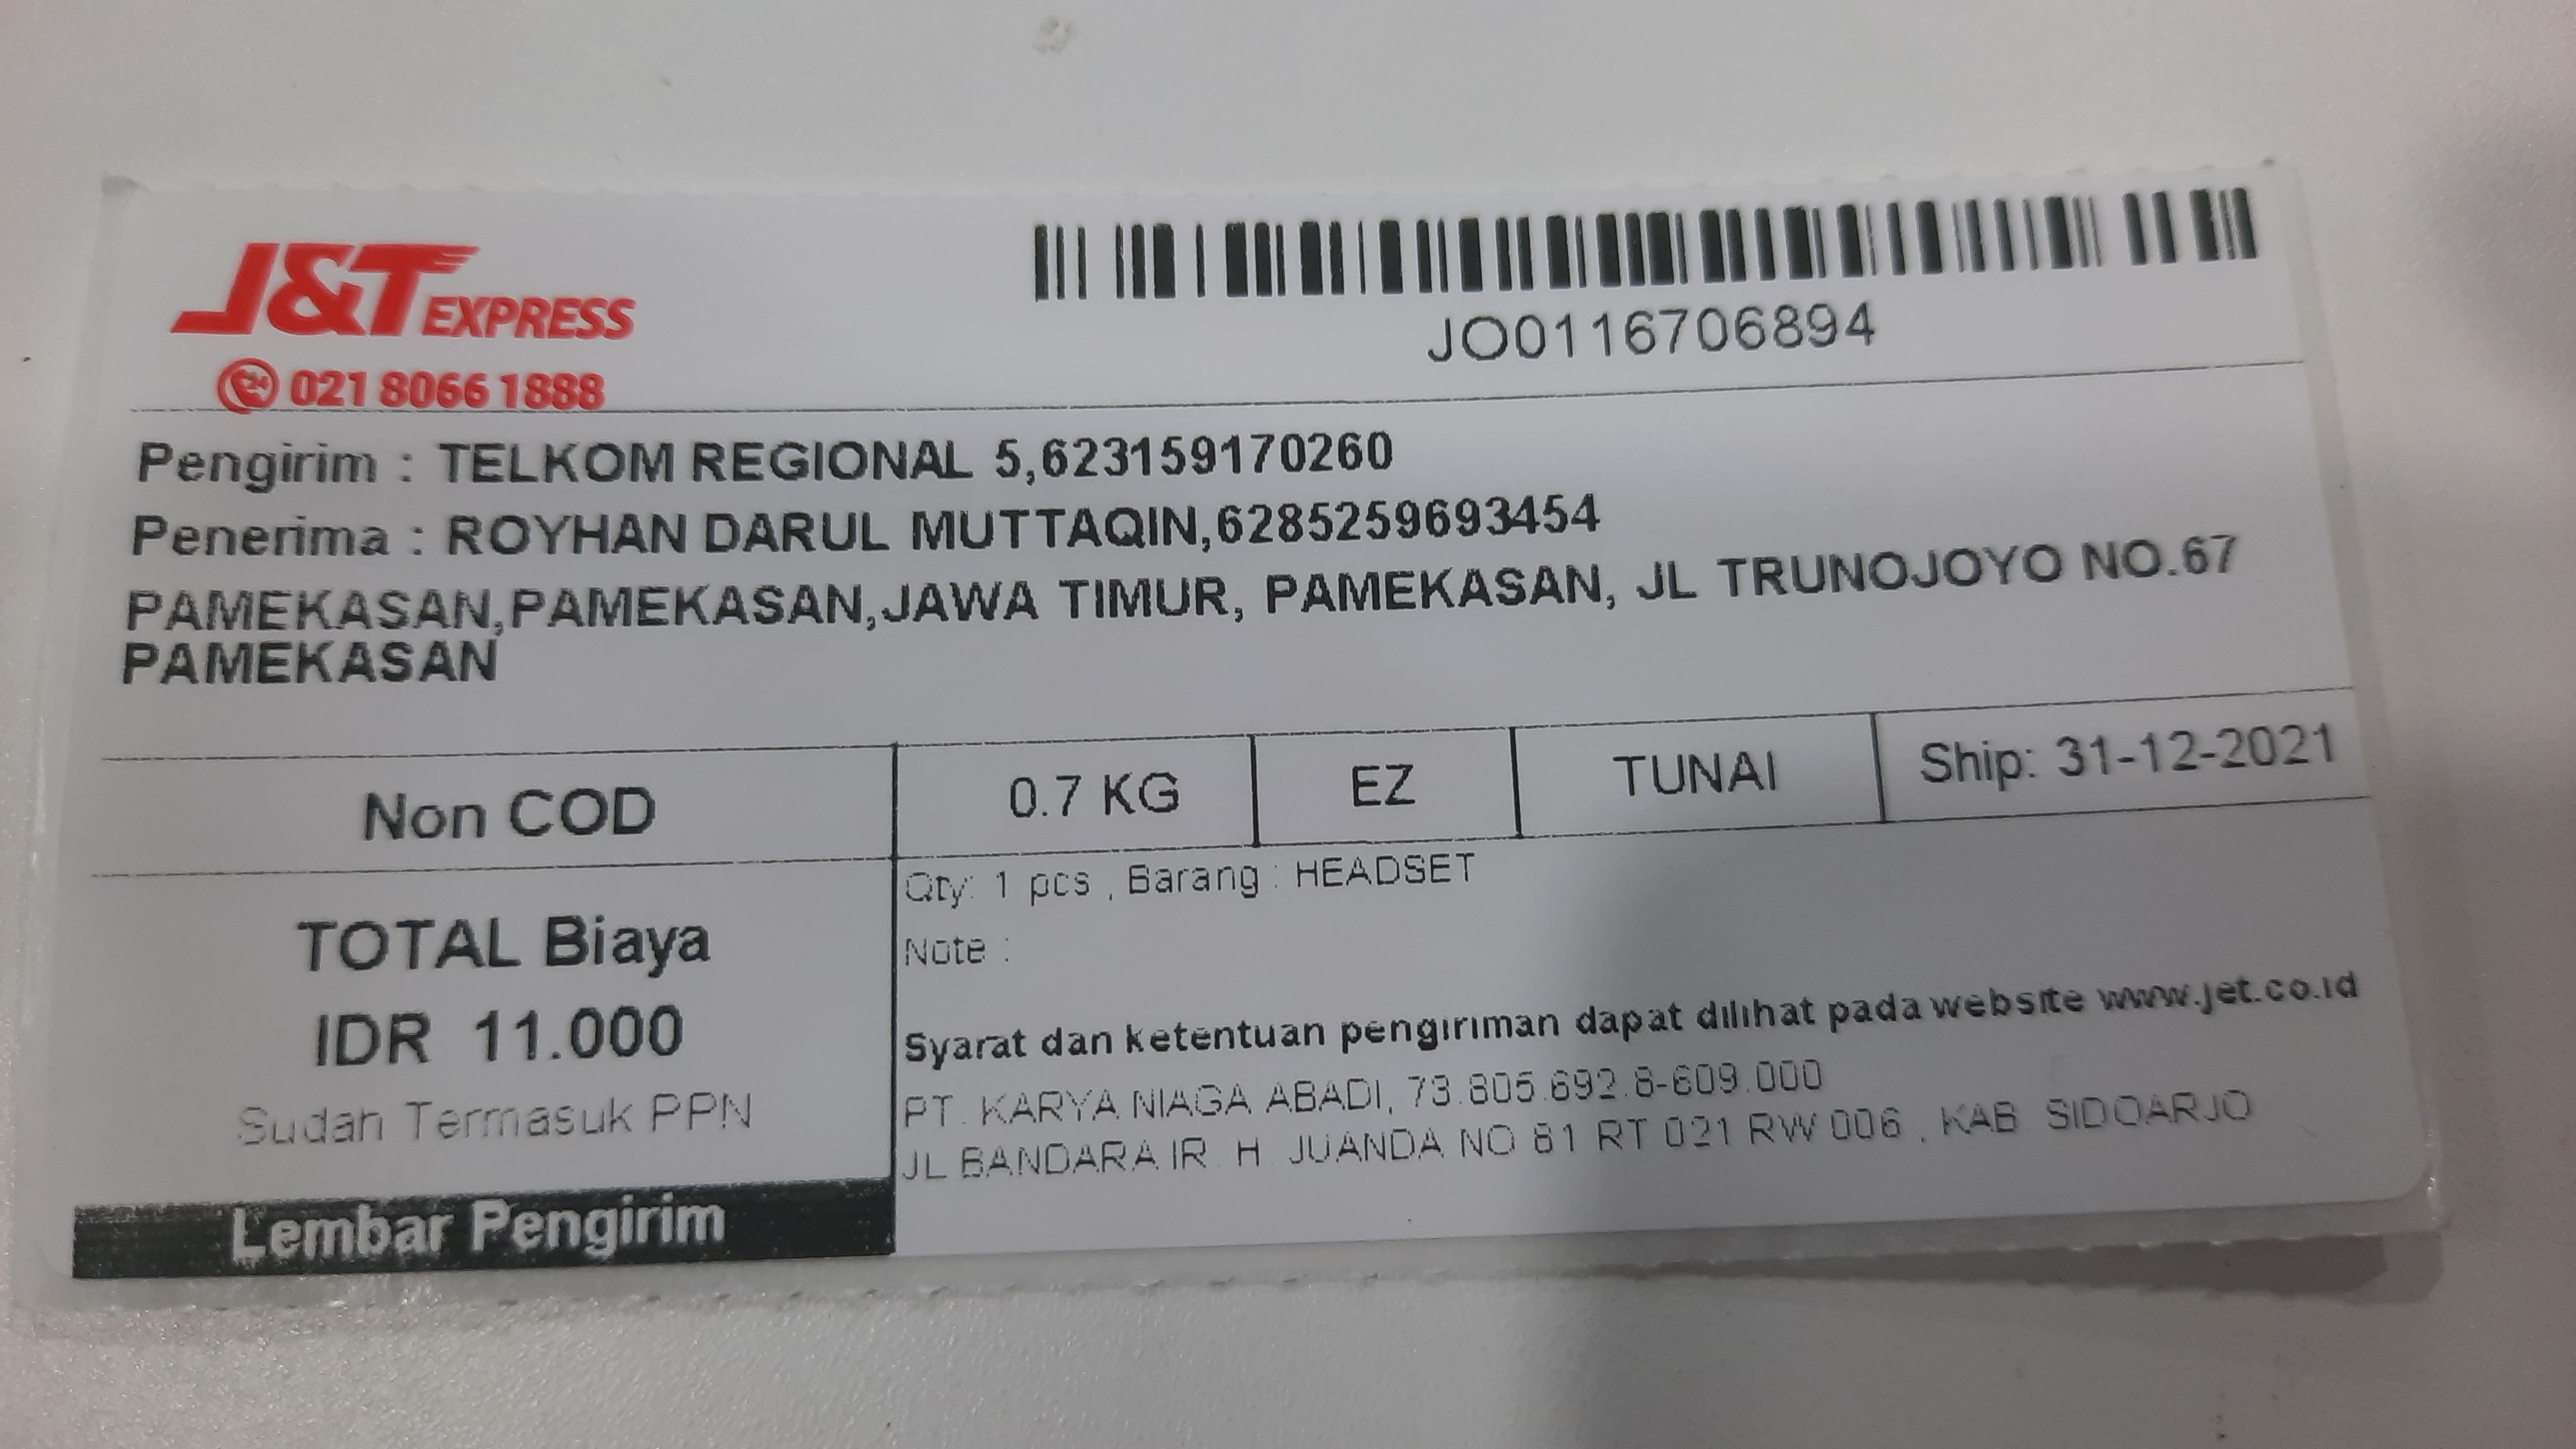 J&T EXPRESS
021 8066 1888
JO0116706894
Pengirim : TELKOM REGIONAL 5,623159170260
Penerima : ROYHAN DARUL MUTTAQIN,6285259693454
PAMEKASAN,PAMEKASAN,JAWA TIMUR, PAMEKASAN, JL TRUNOJOYO NO.67
PAMEKASAN
Non COD
0.7 KG
EZ
TUNAI
Ship: 31-12-2021
TOTAL Biaya
IDR 11.000
Sudah Termasuk PPN
Lembar Pengirim
Qty: 1 pcs , Barang : HEADSET
Note :
Syarat dan ketentuan pengiriman dapat dilihat pada website www.jet.co.id
PT. KARYA NIAGA ABADI, 73.805.692.8-609.000
JL BANDARA IR. H JUANDA NO 81 RT 021 RW 006 . KAB SIDOARJO